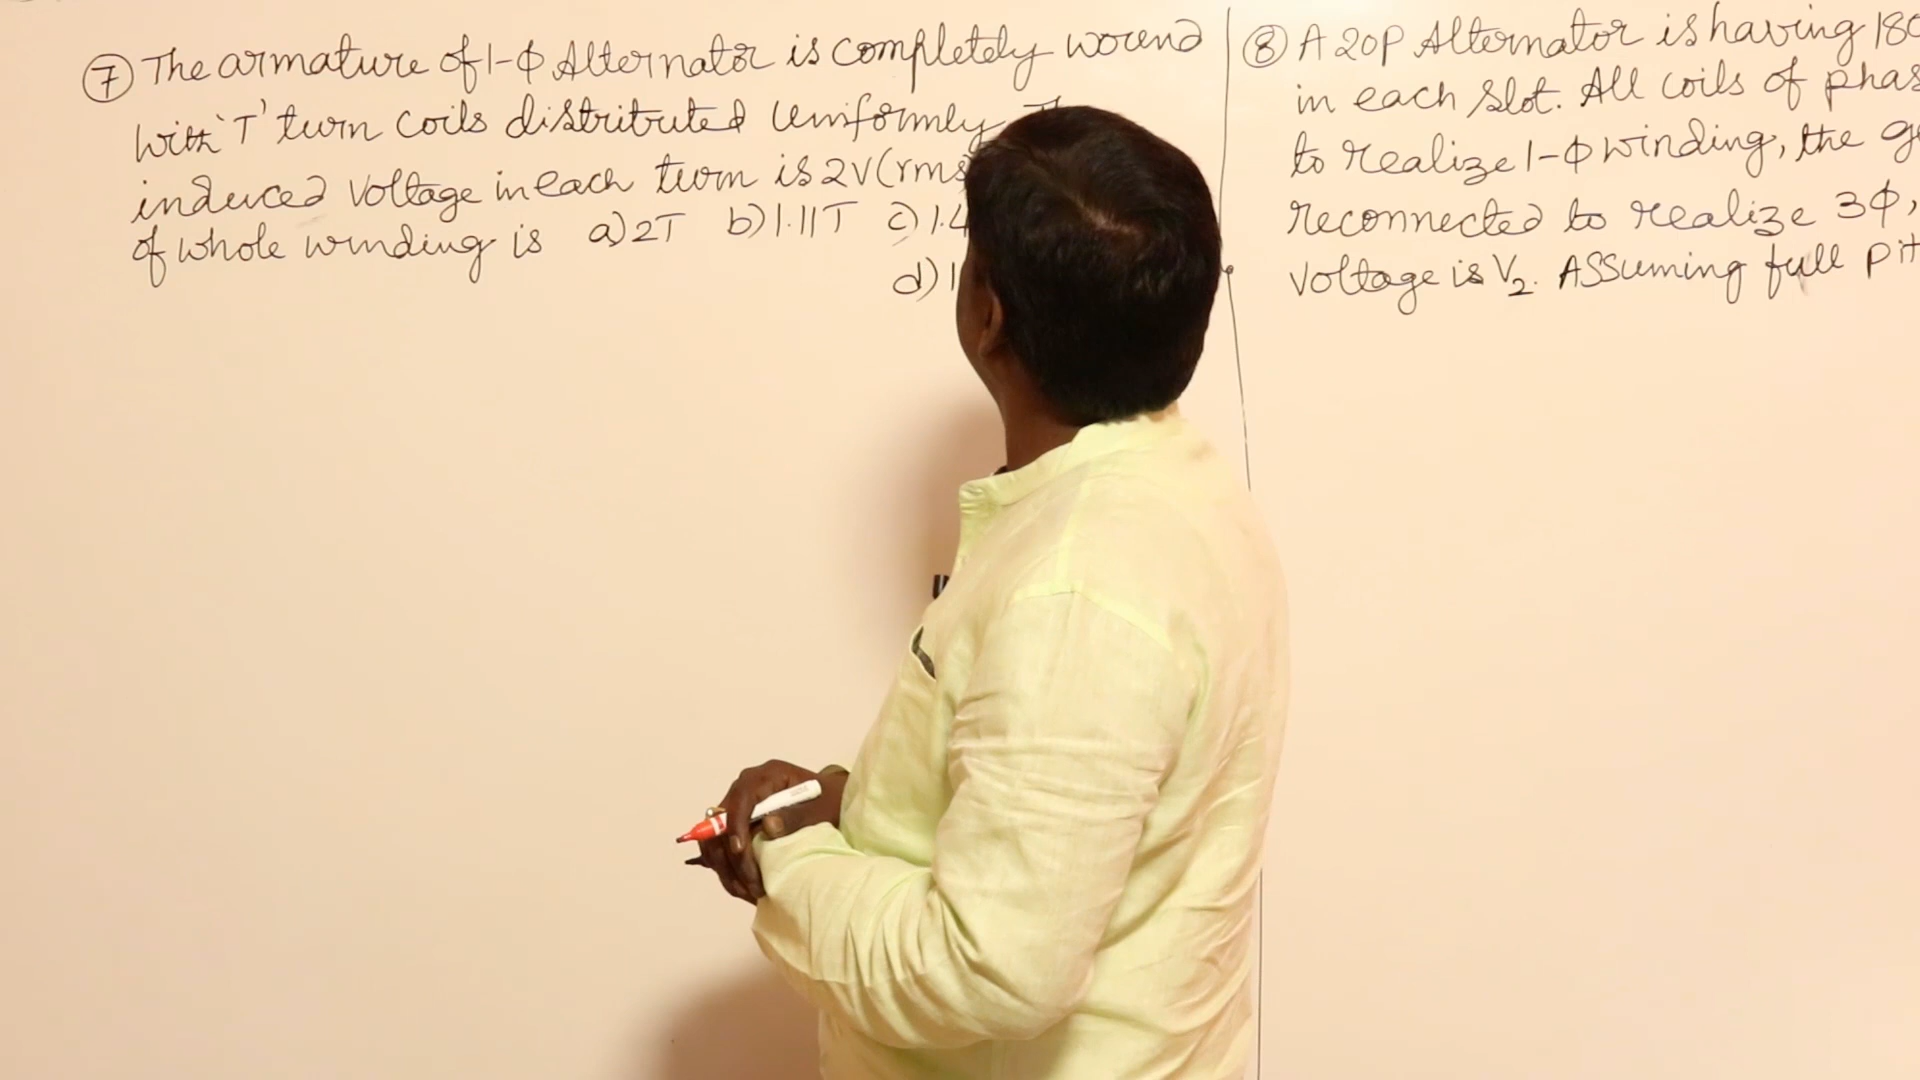 ⑦ The armature of 1-φ Alternator is completely wound
with 'T' turn coils distributed uniformly
induced voltage in each turn is 2V(rms
of whole winding is a) 2T b) 1.11T c) 1.4
d) 1
⑧ A 20P Alternator is having 180
in each slot. All coils of phas
to realize 1-φ winding, the g
reconnected to realize 3φ,
voltage is V₂. Assuming full pit